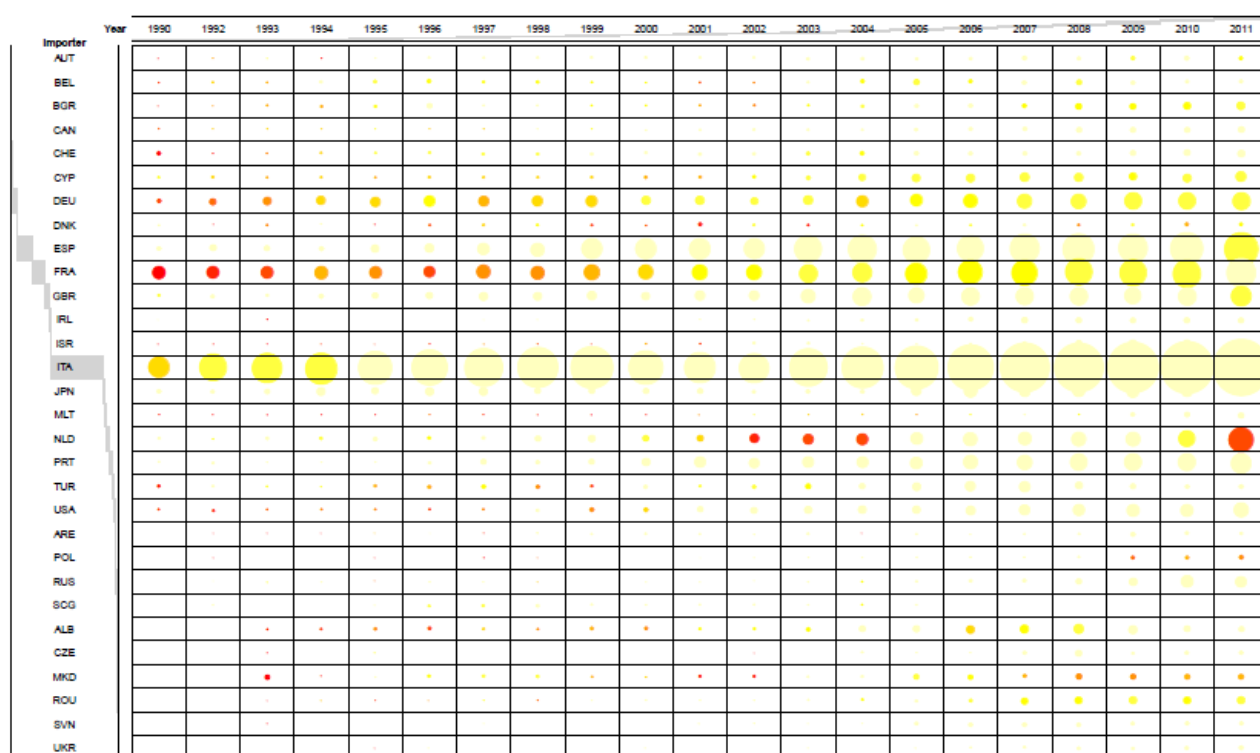 Year 1990 1992 1993 1994 1995 1996 1997 1998 1999 2000 2001 2002 2003 2004 2005 2006 2007 2008 2009 2010 2011
Importer
AUT
BEL
BGR
CAN
CHE
CYP
DEU
DNK
ESP
FRA
GBR
IRL
ISR
ITA
JPN
MLT
NLD
PRT
TUR
USA
ARE
POL
RUS
SCG
ALB
CZE
MKD
ROU
SVN
UKR